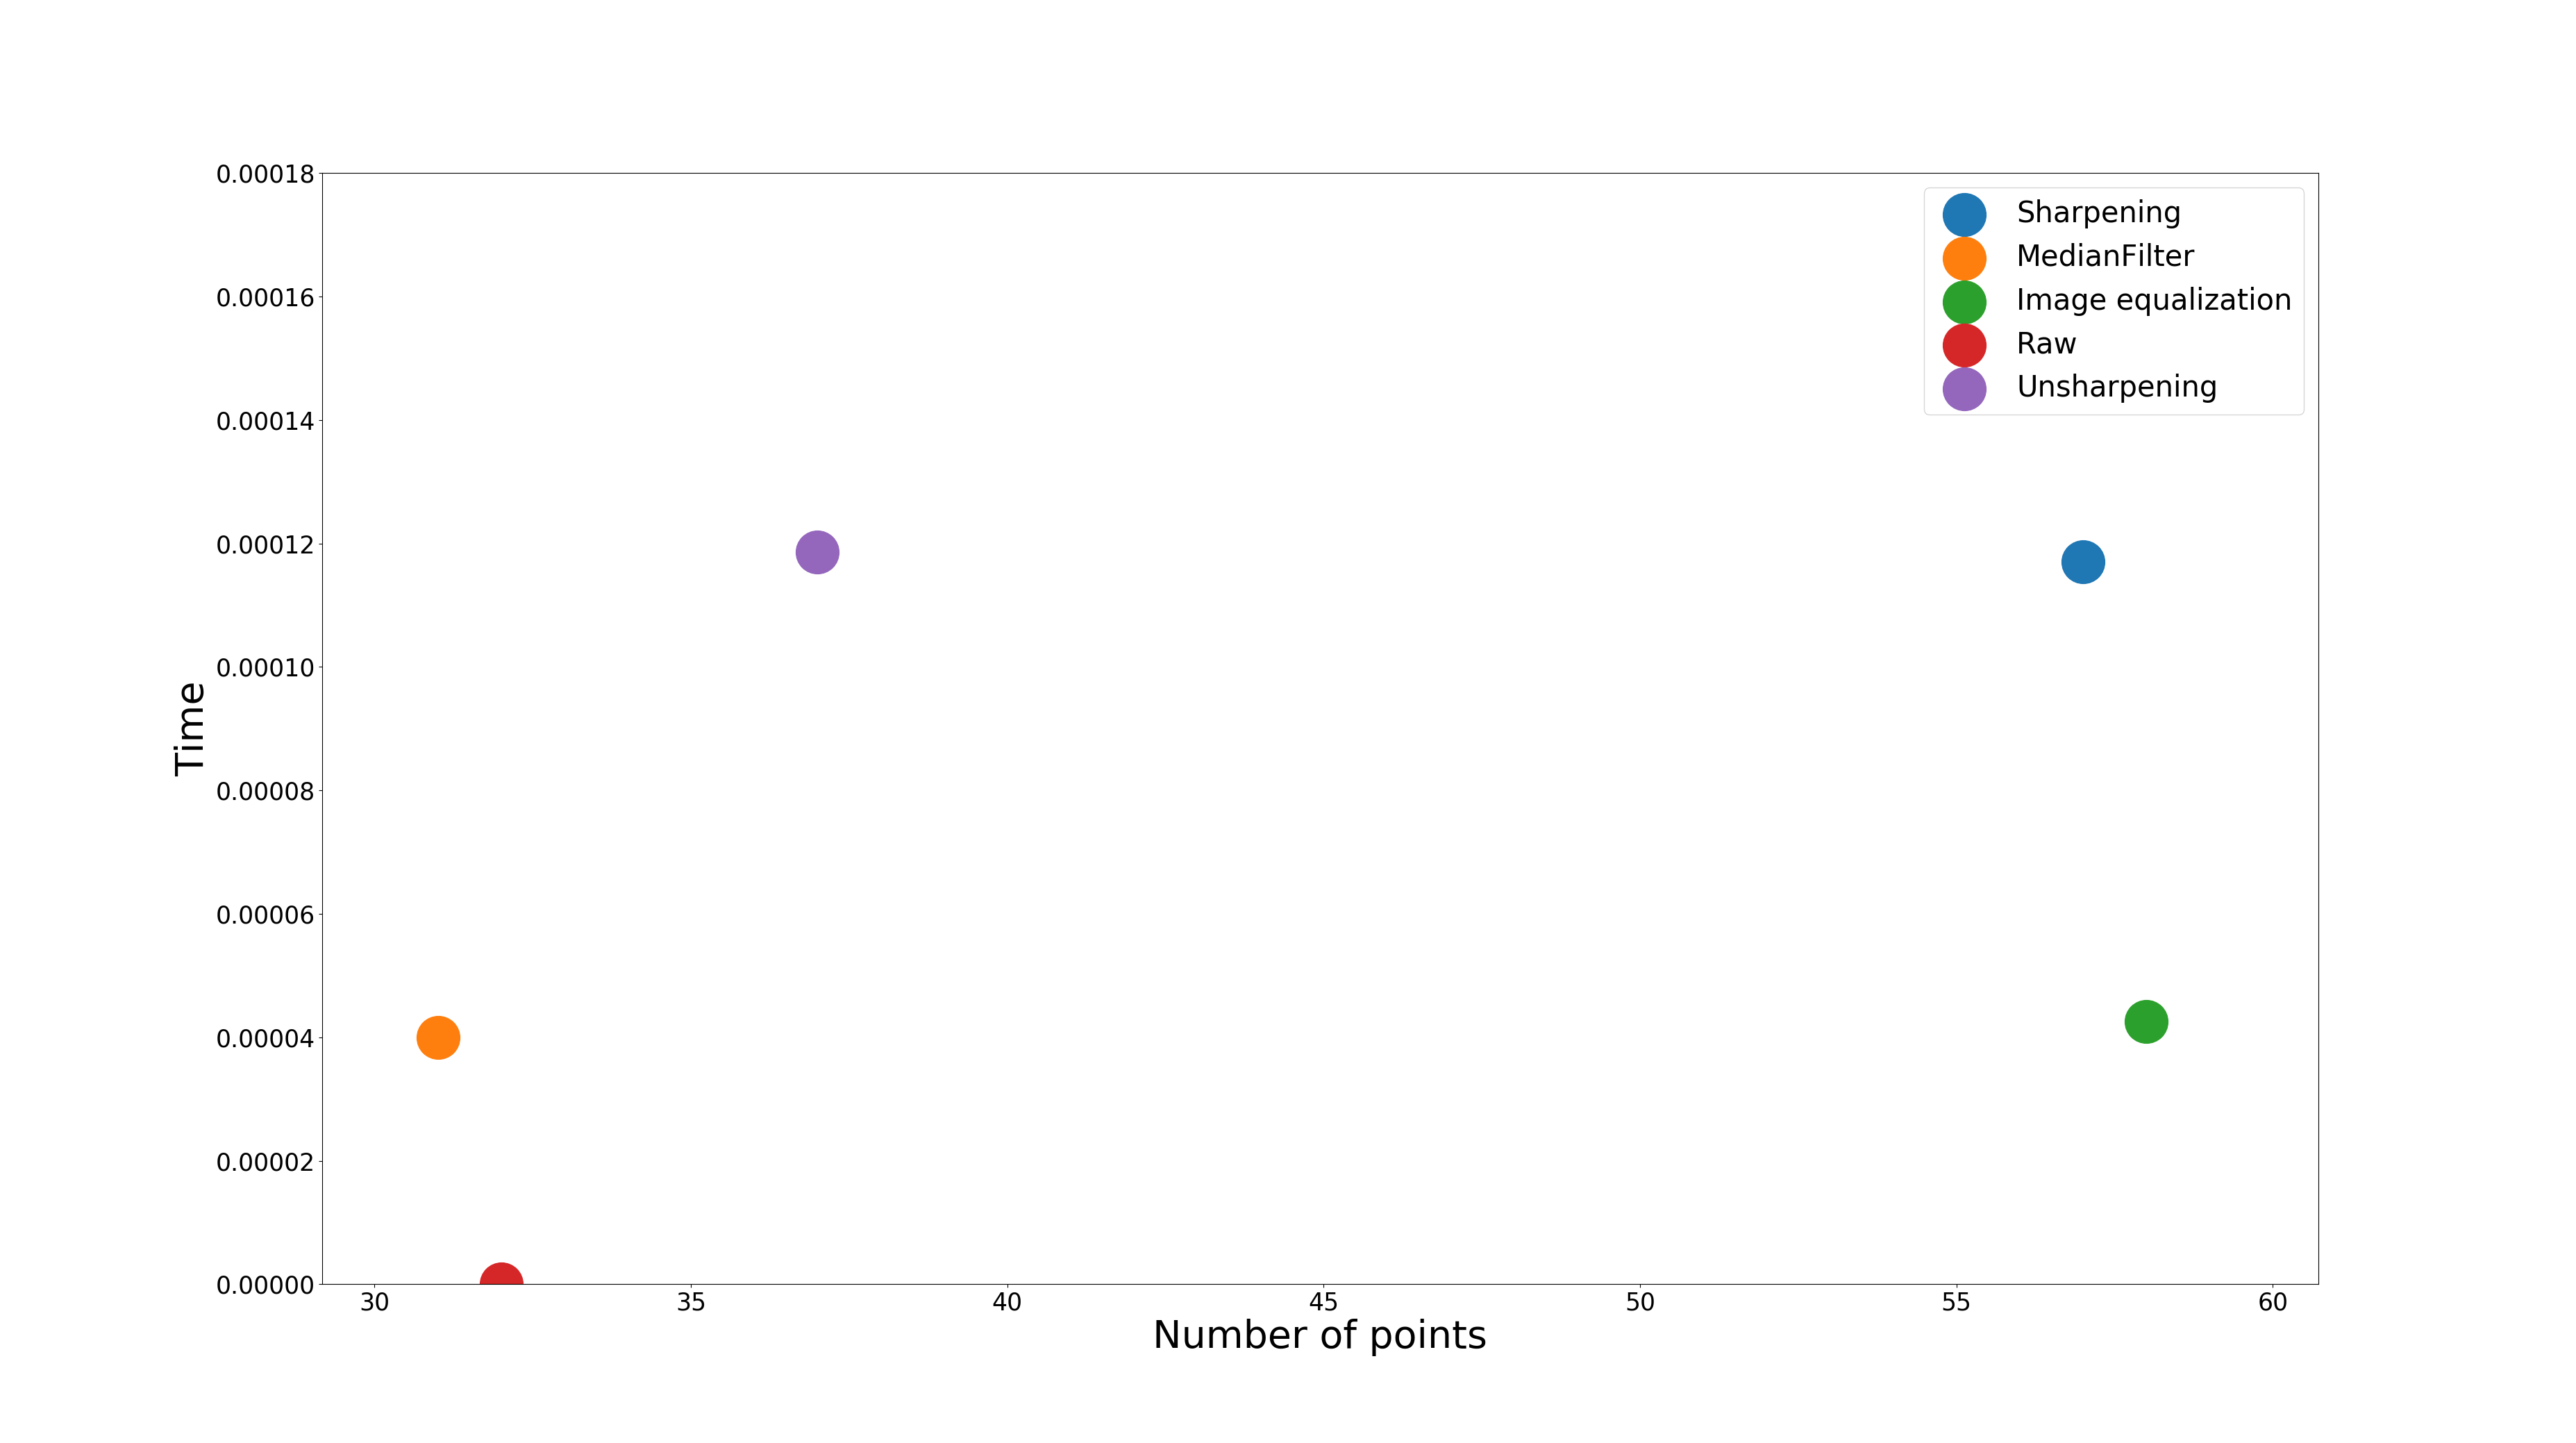 0.00018
0.00016
0.00014
0.00012
0.00010
0.00008
0.00006
0.00004
0.00002
0.00000
Time
Sharpening
MedianFilter
Image equalization
Raw
Unsharpening
30 35 40 45 50 55 60
Number of points